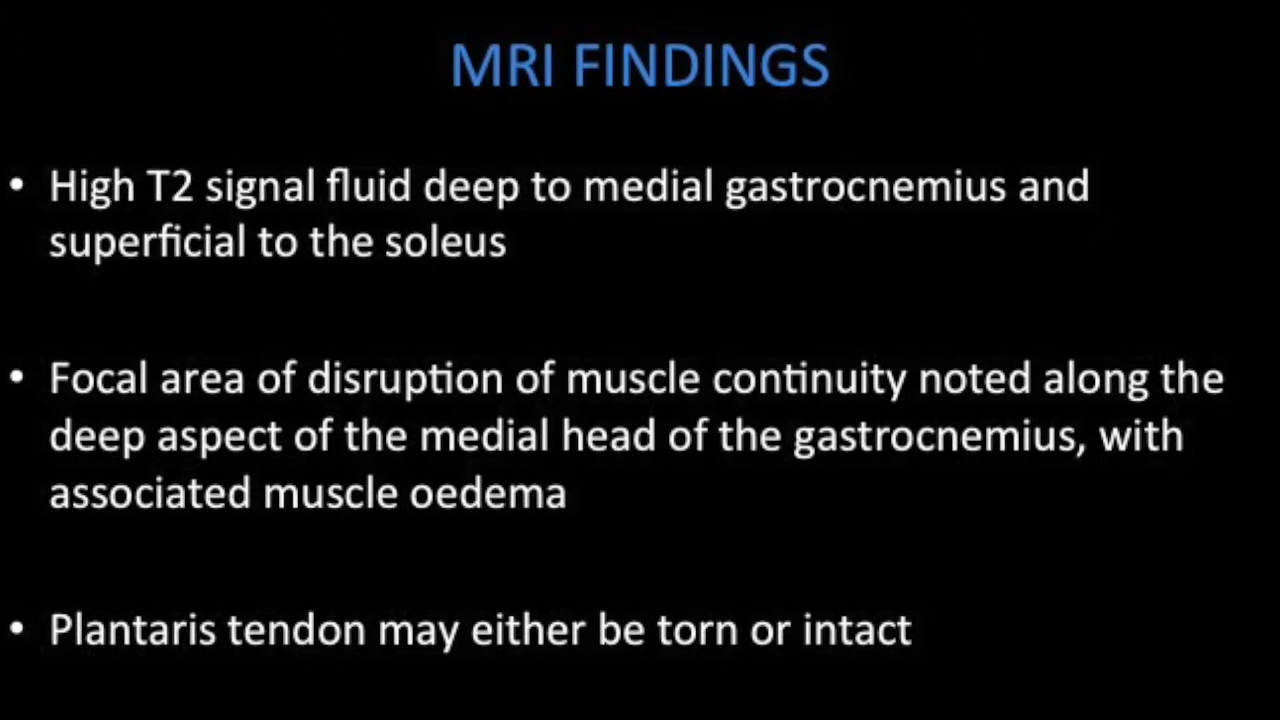 MRI FINDINGS
• High T2 signal fluid deep to medial gastrocnemius and
superficial to the soleus
• Focal area of disruption of muscle continuity noted along the
deep aspect of the medial head of the gastrocnemius, with
associated muscle oedema
• Plantaris tendon may either be torn or intact